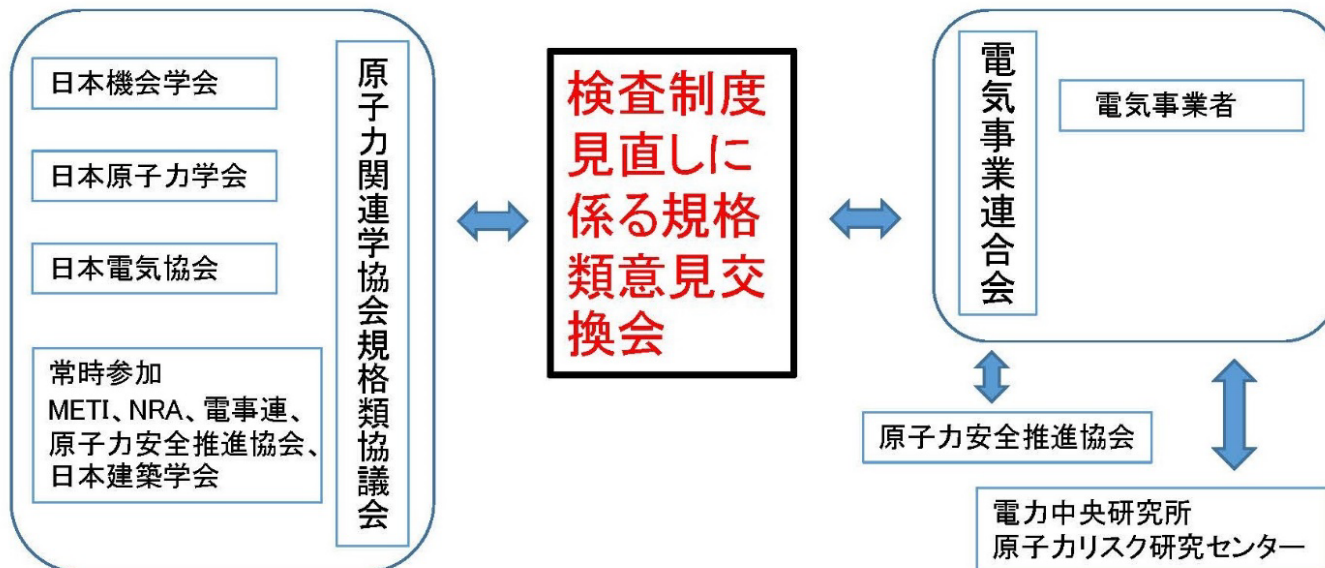 日本機会学会
日本原子力学会
日本電気協会
常時参加
METI、NRA、電事連、
原子力安全推進協会、
日本建築学会
原子力関連学協会規格類協議会
検査制度
見直しに
係る規格
類意見交
換会
電気事業連合会
電気事業者
原子力安全推進協会
電力中央研究所
原子力リスク研究センター